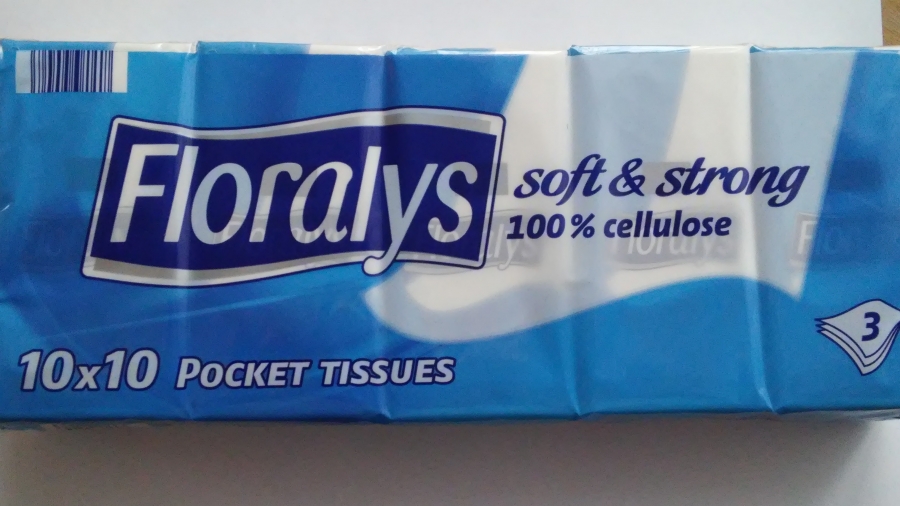 Floralys
soft & strong
100% cellulose
10x10 POCKET TISSUES
3